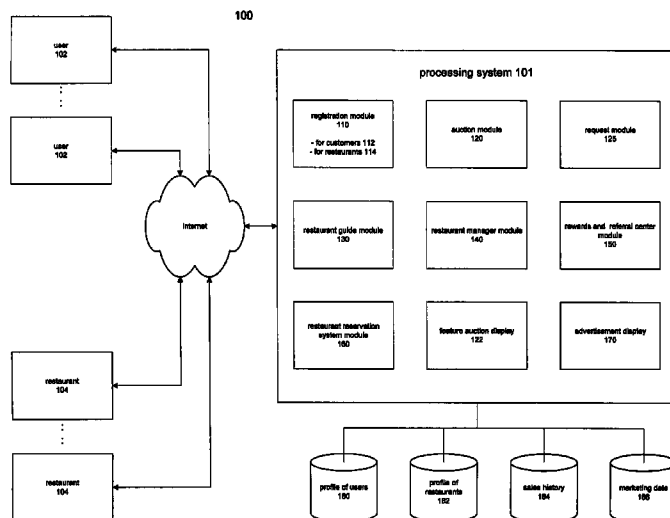 100
user
102
user
102
Internet
restaurant
104
restaurant
104
processing system 101
registration module
110
- for customers 112
- for restaurants 114
auction module
120
request module
125
restaurant guide module
130
restaurant manager module
140
rewards and referral center
module
150
restaurant reservation
system module
160
feature auction display
122
advertisement display
170
profile of users
180
profile of
restaurants
182
sales history
184
marketing data
186